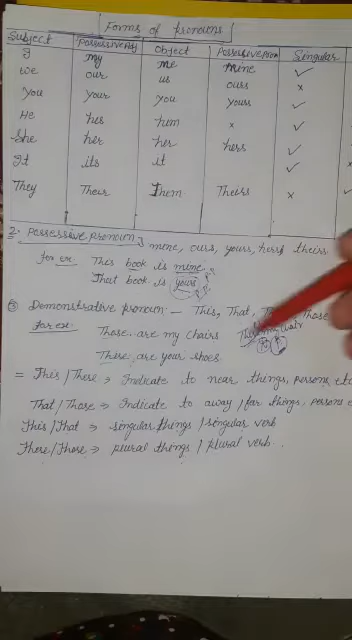 Forms of pronouns
Subject Possessive Adj Object Possessive Pron Singular
I my me mine ✓
We our us ours ×
You your you yours ✓
He his him × ✓
She her her hers ✓
It its it ✓
They Their Them Theirs ×
2. Possessive pronoun } mine, ours, yours, hers, theirs
for ex. This book is mine.
That book is yours.
③ Demonstrative pronoun – This, That, Those
for ex. Those are my chairs
These are your shoes.
= This/These ⇒ Indicate to near things, persons etc
That/Those ⇒ Indicate to away/far things, persons e
This/That ⇒ singular things/singular verb
These/Those ⇒ plural things/plural verb.